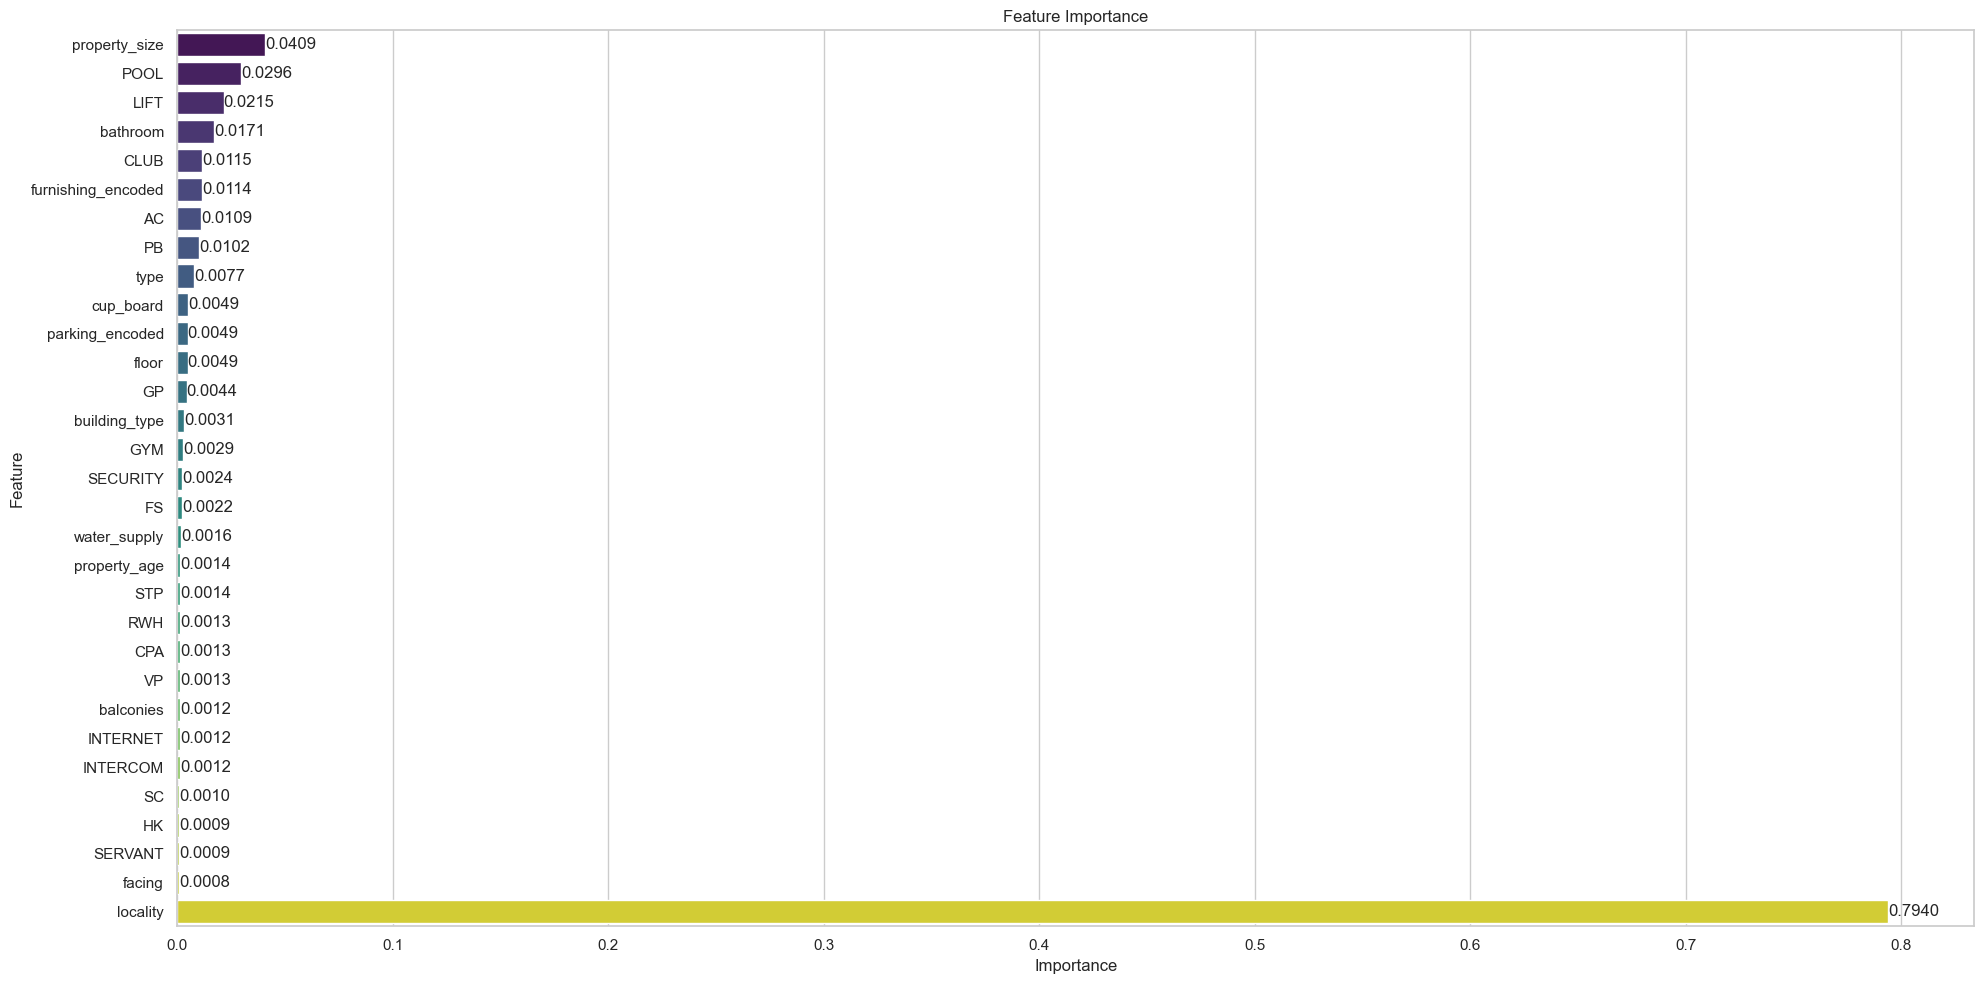 Feature Importance
property_size 0.0409
POOL 0.0296
LIFT 0.0215
bathroom 0.0171
CLUB 0.0115
furnishing_encoded 0.0114
AC 0.0109
PB 0.0102
type 0.0077
cup_board 0.0049
parking_encoded 0.0049
floor 0.0049
GP 0.0044
building_type 0.0031
GYM 0.0029
SECURITY 0.0024
FS 0.0022
water_supply 0.0016
property_age 0.0014
STP 0.0014
RWH 0.0013
CPA 0.0013
VP 0.0013
balconies 0.0012
INTERNET 0.0012
INTERCOM 0.0012
SC 0.0010
HK 0.0009
SERVANT 0.0009
facing 0.0008
locality 0.7940
Feature
0.0 0.1 0.2 0.3 0.4 0.5 0.6 0.7 0.8
Importance